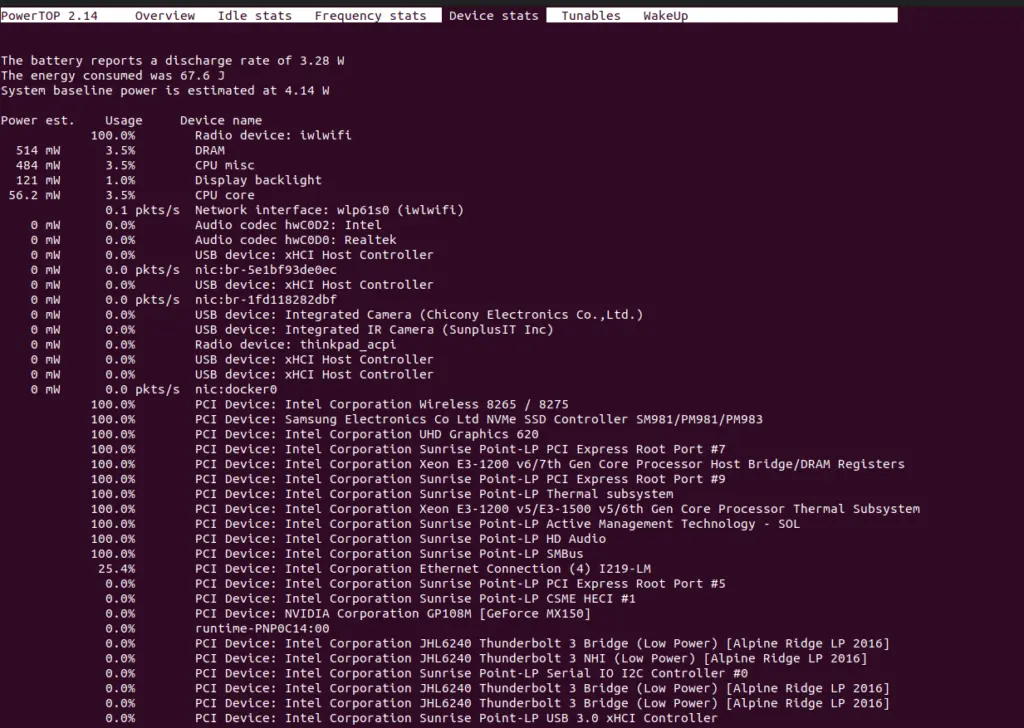 PowerTOP 2.14     Overview   Idle stats   Frequency stats   Device stats   Tunables   WakeUp
The battery reports a discharge rate of 3.28 W
The energy consumed was 67.6 J
System baseline power is estimated at 4.14 W
Power est.    Usage     Device name
100.0%        Radio device: iwlwifi
514 mW      3.5%        DRAM
484 mW      3.5%        CPU misc
121 mW      1.0%        Display backlight
56.2 mW      3.5%        CPU core
0.1 pkts/s  Network interface: wlp61s0 (iwlwifi)
0 mW      0.0%        Audio codec hwC0D2: Intel
0 mW      0.0%        Audio codec hwC0D0: Realtek
0 mW      0.0%        USB device: xHCI Host Controller
0 mW      0.0 pkts/s  nic:br-5e1bf93de0ec
0 mW      0.0%        USB device: xHCI Host Controller
0 mW      0.0 pkts/s  nic:br-1fd118282dbf
0 mW      0.0%        USB device: Integrated Camera (Chicony Electronics Co.,Ltd.)
0 mW      0.0%        USB device: Integrated IR Camera (SunplusIT Inc)
0 mW      0.0%        Radio device: thinkpad_acpi
0 mW      0.0%        USB device: xHCI Host Controller
0 mW      0.0%        USB device: xHCI Host Controller
0 mW      0.0 pkts/s  nic:docker0
100.0%        PCI Device: Intel Corporation Wireless 8265 / 8275
100.0%        PCI Device: Samsung Electronics Co Ltd NVMe SSD Controller SM981/PM981/PM983
100.0%        PCI Device: Intel Corporation UHD Graphics 620
100.0%        PCI Device: Intel Corporation Sunrise Point-LP PCI Express Root Port #7
100.0%        PCI Device: Intel Corporation Xeon E3-1200 v6/7th Gen Core Processor Host Bridge/DRAM Registers
100.0%        PCI Device: Intel Corporation Sunrise Point-LP PCI Express Root Port #9
100.0%        PCI Device: Intel Corporation Sunrise Point-LP Thermal subsystem
100.0%        PCI Device: Intel Corporation Xeon E3-1200 v5/E3-1500 v5/6th Gen Core Processor Thermal Subsystem
100.0%        PCI Device: Intel Corporation Sunrise Point-LP Active Management Technology - SOL
100.0%        PCI Device: Intel Corporation Sunrise Point-LP HD Audio
100.0%        PCI Device: Intel Corporation Sunrise Point-LP SMBus
25.4%        PCI Device: Intel Corporation Ethernet Connection (4) I219-LM
0.0%        PCI Device: Intel Corporation Sunrise Point-LP PCI Express Root Port #5
0.0%        PCI Device: Intel Corporation Sunrise Point-LP CSME HECI #1
0.0%        PCI Device: NVIDIA Corporation GP108M [GeForce MX150]
0.0%        runtime-PNP0C14:00
0.0%        PCI Device: Intel Corporation JHL6240 Thunderbolt 3 Bridge (Low Power) [Alpine Ridge LP 2016]
0.0%        PCI Device: Intel Corporation JHL6240 Thunderbolt 3 NHI (Low Power) [Alpine Ridge LP 2016]
0.0%        PCI Device: Intel Corporation Sunrise Point-LP Serial IO I2C Controller #0
0.0%        PCI Device: Intel Corporation JHL6240 Thunderbolt 3 Bridge (Low Power) [Alpine Ridge LP 2016]
0.0%        PCI Device: Intel Corporation JHL6240 Thunderbolt 3 Bridge (Low Power) [Alpine Ridge LP 2016]
0.0%        PCI Device: Intel Corporation Sunrise Point-LP USB 3.0 xHCI Controller